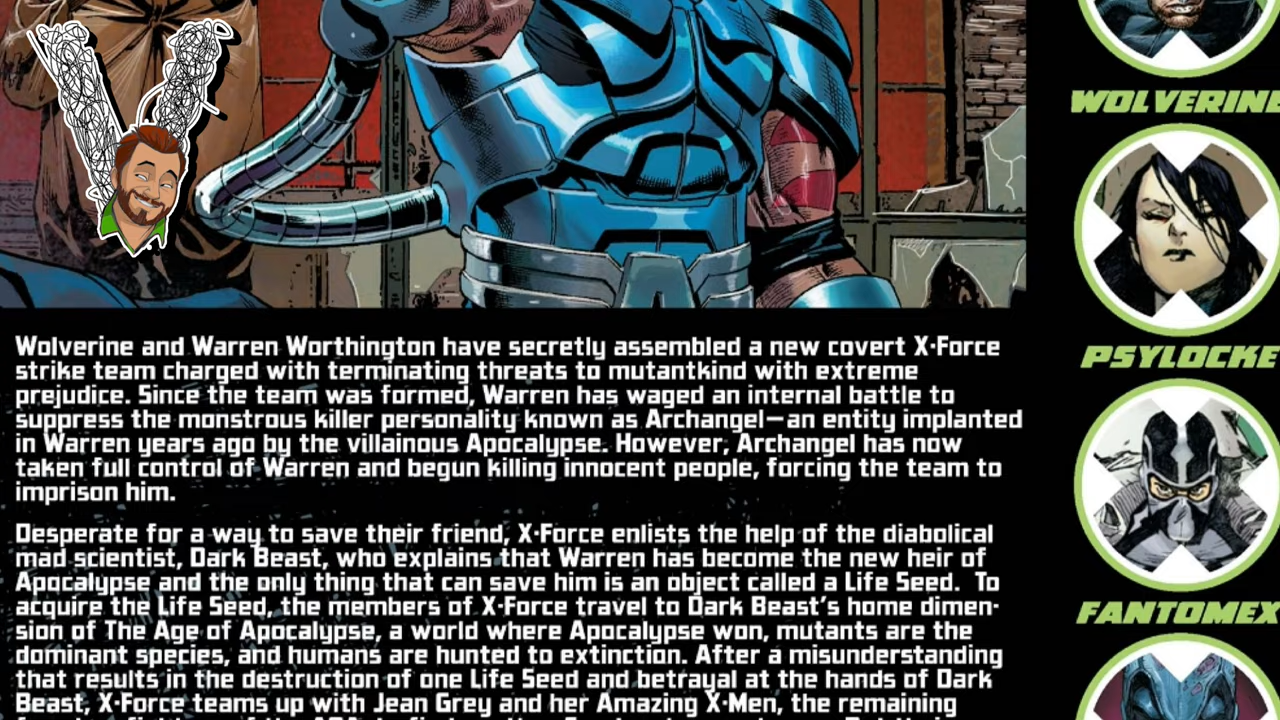 WOLVERINE
PSYLOCKE
FANTOMEX
Wolverine and Warren Worthington have secretly assembled a new covert X-Force
strike team charged with terminating threats to mutantkind with extreme
prejudice. Since the team was formed, Warren has waged an internal battle to
suppress the monstrous killer personality known as Archangel—an entity implanted
in Warren years ago by the villainous Apocalypse. However, Archangel has now
taken full control of Warren and begun killing innocent people, forcing the team to
imprison him.
Desperate for a way to save their friend, X-Force enlists the help of the diabolical
mad scientist, Dark Beast, who explains that Warren has become the new heir of
Apocalypse and the only thing that can save him is an object called a Life Seed. To
acquire the Life Seed, the members of X-Force travel to Dark Beast's home dimen-
sion of The Age of Apocalypse, a world where Apocalypse won, mutants are the
dominant species, and humans are hunted to extinction. After a misunderstanding
that results in the destruction of one Life Seed and betrayal at the hands of Dark
Beast, X-Force teams up with Jean Grey and her Amazing X-Men, the remaining